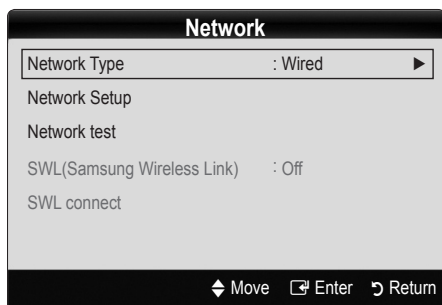 Network
Network Type : Wired ▶
Network Setup
Network test
SWL(Samsung Wireless Link) : Off
SWL connect
Move Enter Return